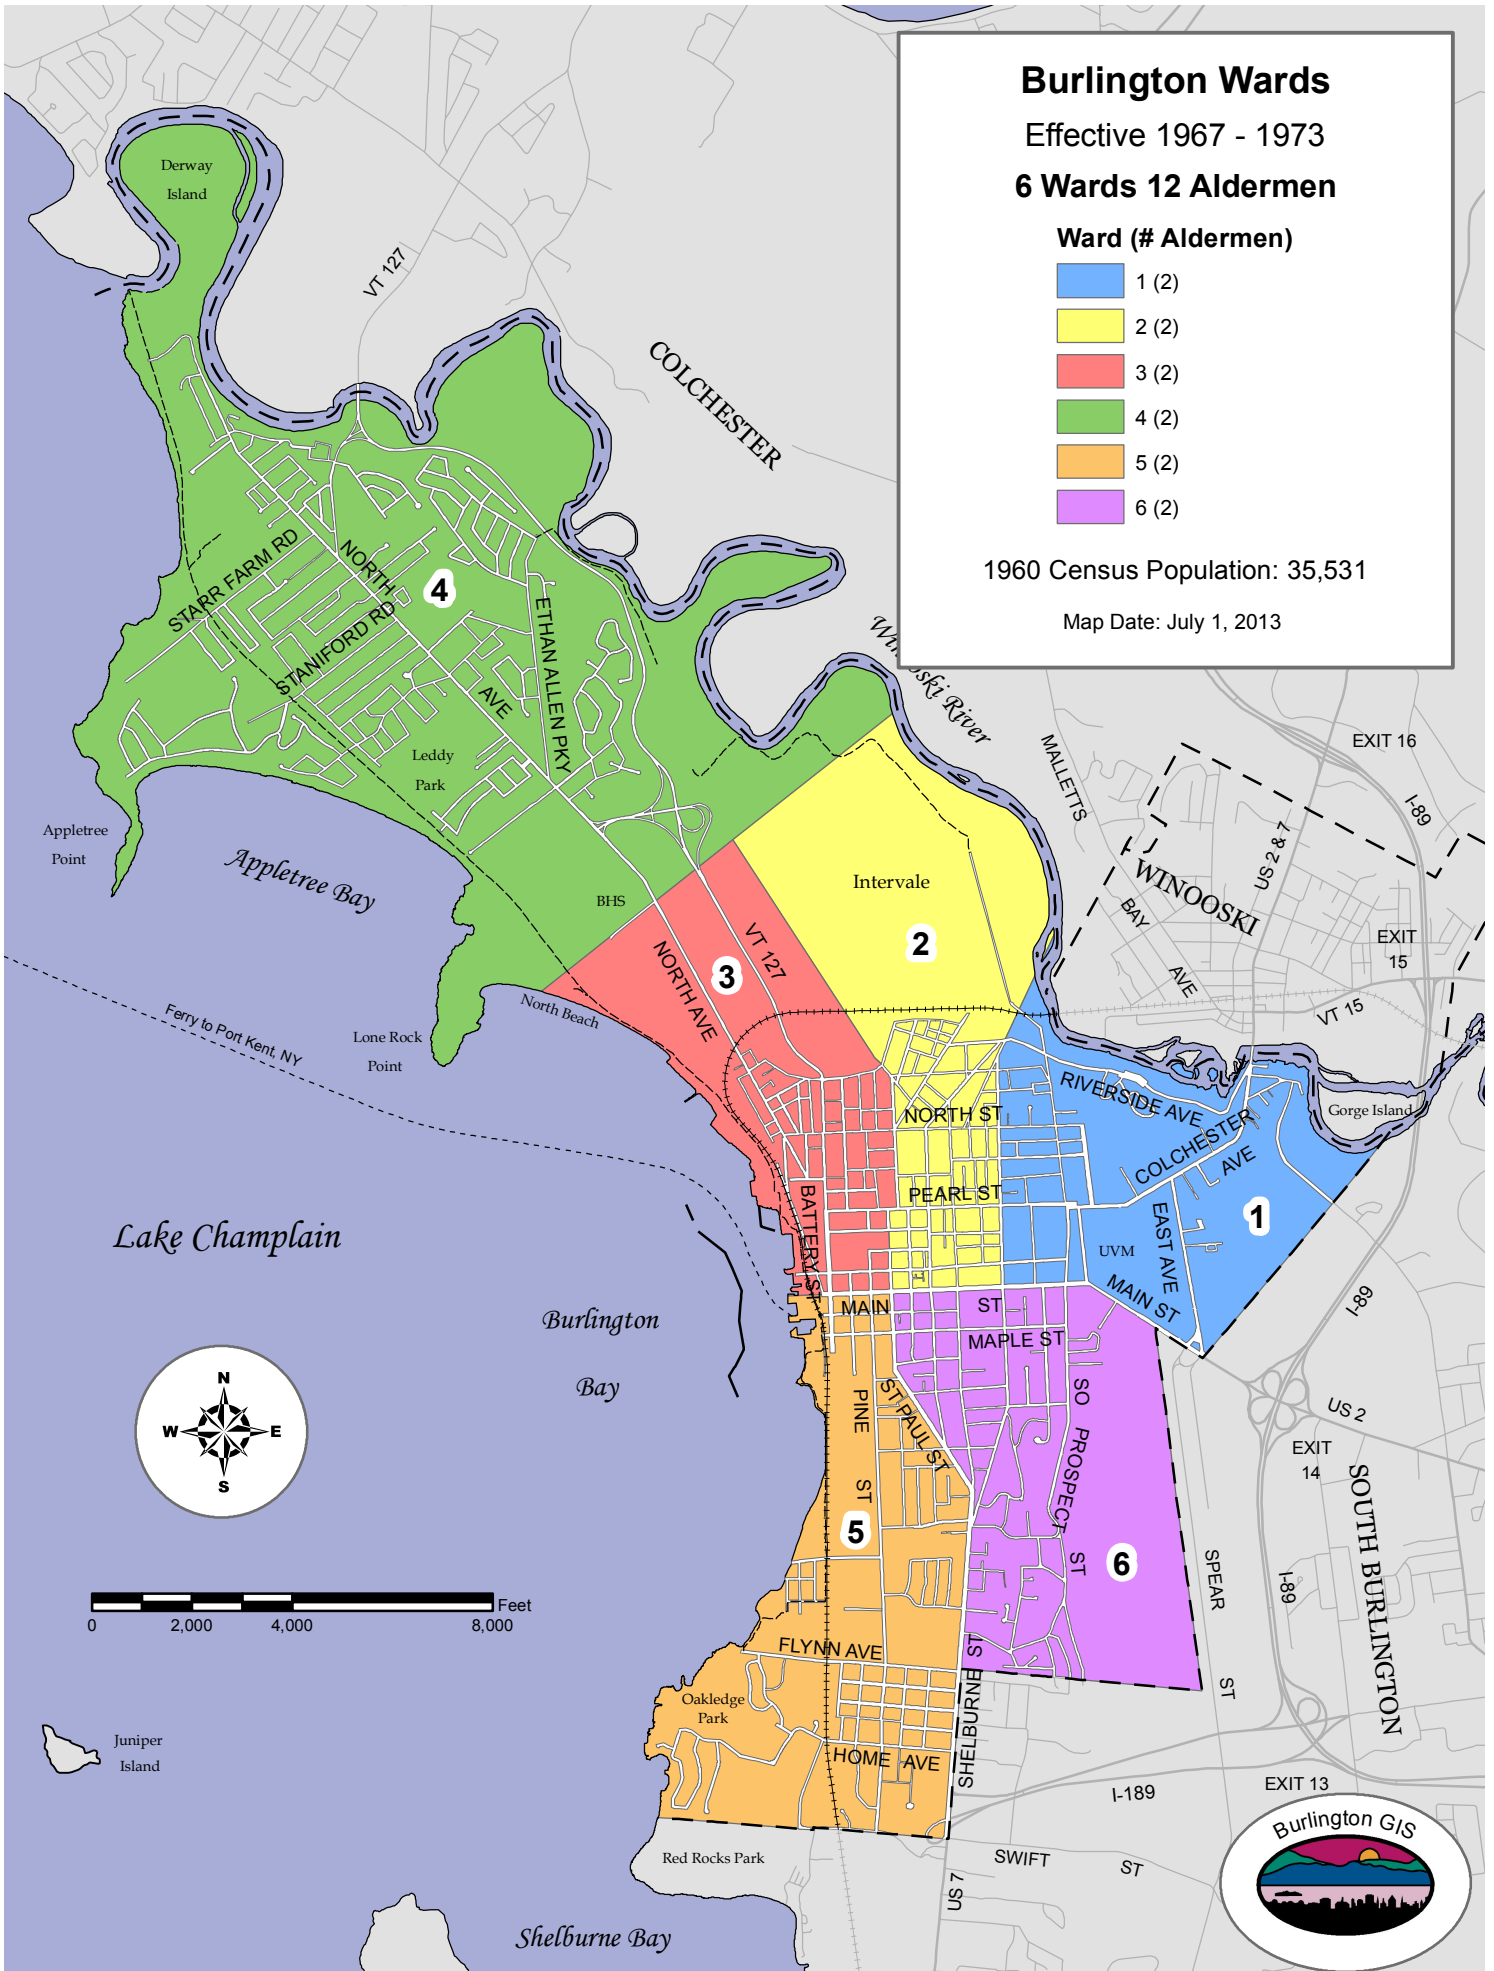 Burlington Wards
Effective 1967 - 1973
6 Wards 12 Aldermen
Ward (# Aldermen)
1 (2)
2 (2)
3 (2)
4 (2)
5 (2)
6 (2)
1960 Census Population: 35,531
Map Date: July 1, 2013
Derway
Island
VT 127
COLCHESTER
STARR FARM RD
NORTH
AVE
STANIFORD RD
4
ETHAN ALLEN PKY
Leddy
Park
Appletree
Point
Appletree Bay
BHS
Winooski River
MALLETTS
BAY
AVE
EXIT 16
I-89
US 2 & 7
WINOOSKI
EXIT
15
VT 15
Intervale
2
3
VT 127
NORTH AVE
North Beach
Ferry to Port Kent, NY
Lone Rock
Point
RIVERSIDE AVE
NORTH ST
COLCHESTER
AVE
Gorge Island
PEARL ST
BATTERY ST
EAST AVE
1
UVM
MAIN ST
I-89
Lake Champlain
Burlington
Bay
MAIN
ST
MAPLE ST
N
W
E
S
PINE
ST
ST PAUL ST
SO
PROSPECT
ST
US 2
EXIT
14
SOUTH BURLINGTON
5
6
SPEAR
ST
I-89
0
2,000
4,000
8,000
Feet
FLYNN AVE
Oakledge
Park
HOME AVE
SHELBURNE ST
Juniper
Island
I-189
EXIT 13
Red Rocks Park
SWIFT
ST
US 7
Shelburne Bay
Burlington GIS